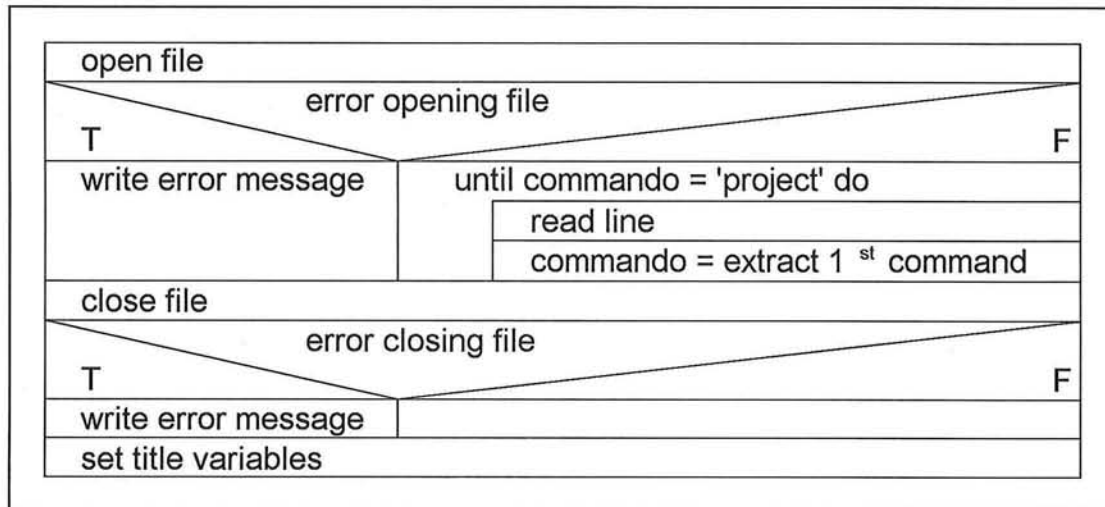 open file
error opening file
T F
write error message until commando = 'project' do
read line
commando = extract 1 st command
close file
error closing file
T F
write error message
set title variables